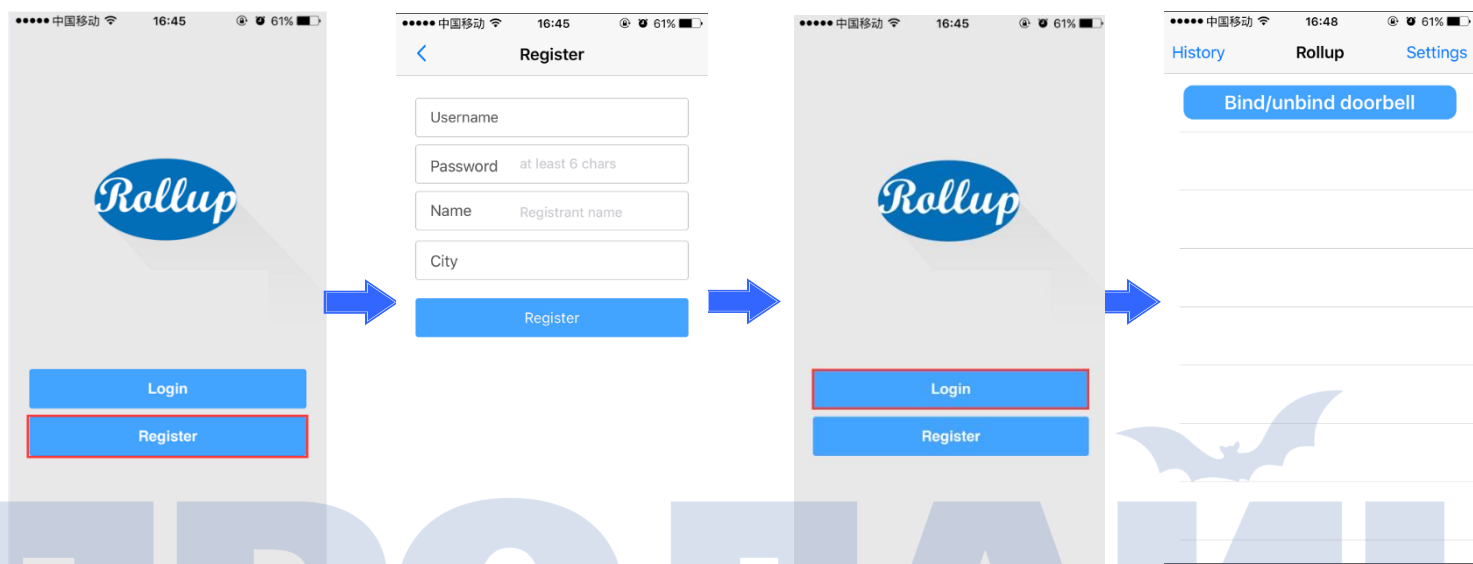 中国移动 16:45 61%
Rollup
Login
Register
中国移动 16:45 61%
Register
Username
Password at least 6 chars
Name Registrant name
City
Register
中国移动 16:45 61%
Rollup
Login
Register
中国移动 16:48 61%
History Rollup Settings
Bind/unbind doorbell